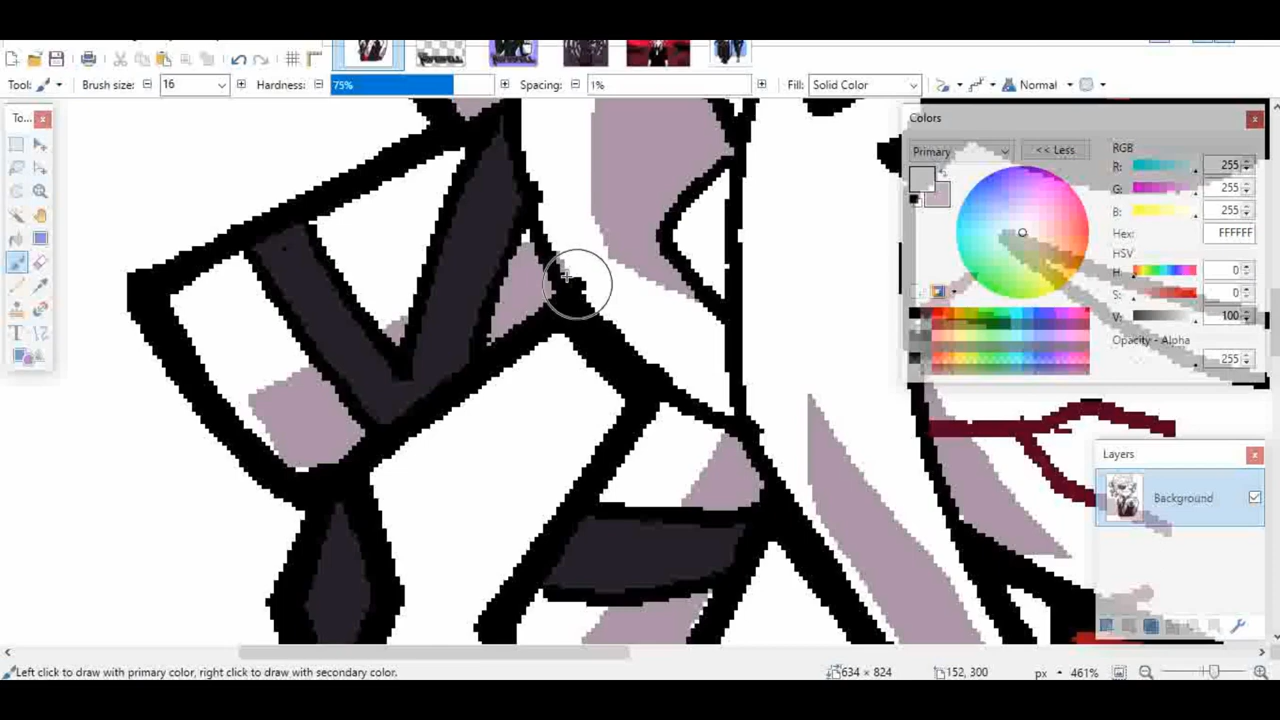 Tool:
Brush size:
16
Hardness:
75%
Spacing:
1%
Fill:
Solid Color
Normal
To...
Colors
Primary
<< Less
RGB
R:
255
G:
255
B:
255
Hex:
FFFFFF
HSV
H:
0
S:
0
V:
100
Opacity - Alpha
255
Layers
Background
Left click to draw with primary color, right click to draw with secondary color.
634 × 824
152, 300
px
461%